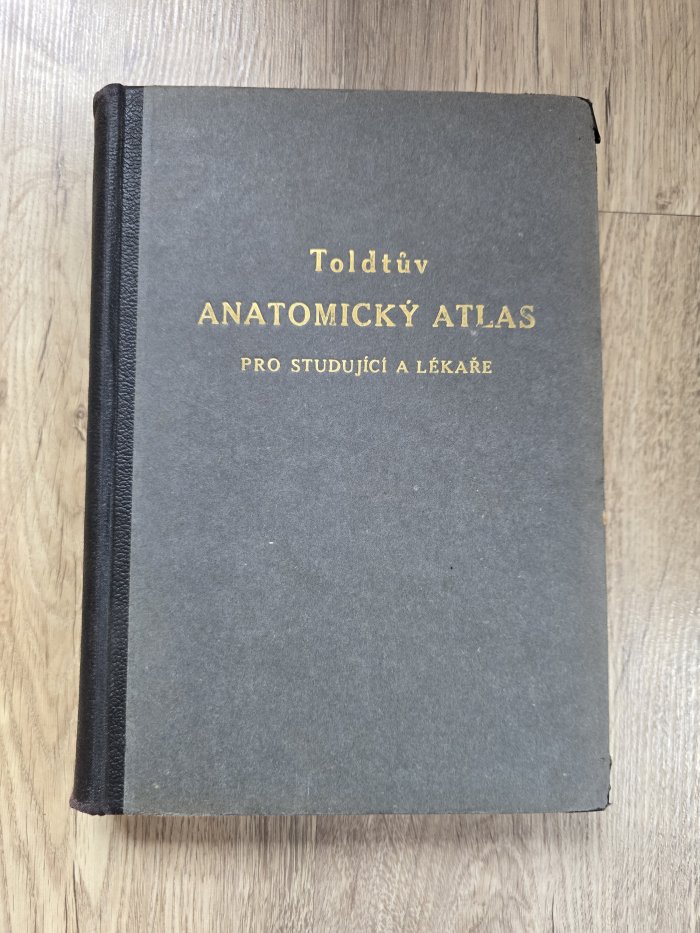 Toldtův
ANATOMICKÝ ATLAS
PRO STUDUJÍCÍ A LÉKAŘE